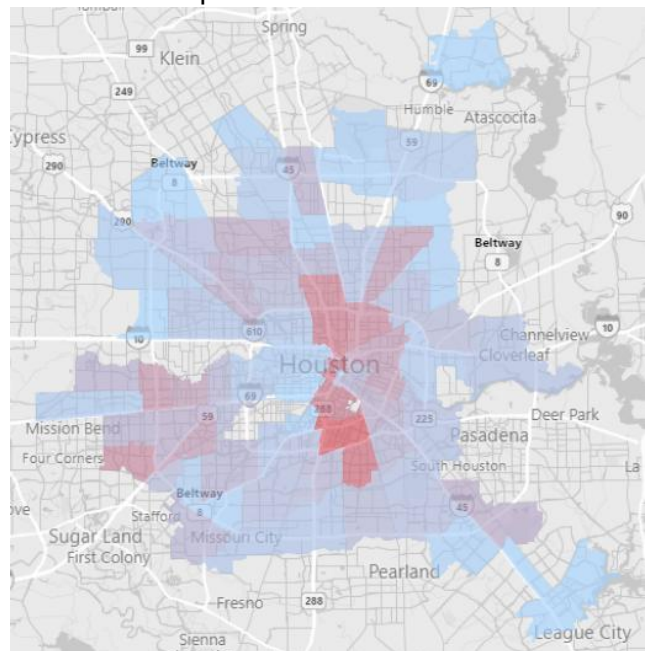 Spring
99
Klein
249
69
Humble
Atascocita
Cypress
59
290
Beltway
8
45
290
90
Beltway
8
10
610
Channelview
10
Houston
Cloverleaf
69
59
288
225
Deer Park
Mission Bend
Pasadena
Four Corners
South Houston
La
Beltway
8
45
Stafford
Missouri City
Sugar Land
First Colony
Pearland
Fresno
288
League City
Sienna